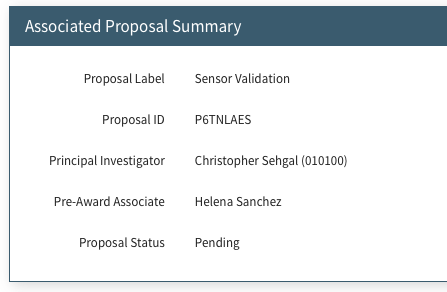 Associated Proposal Summary
Proposal Label Sensor Validation
Proposal ID P6TNLAES
Principal Investigator Christopher Sehgal (010100)
Pre-Award Associate Helena Sanchez
Proposal Status Pending